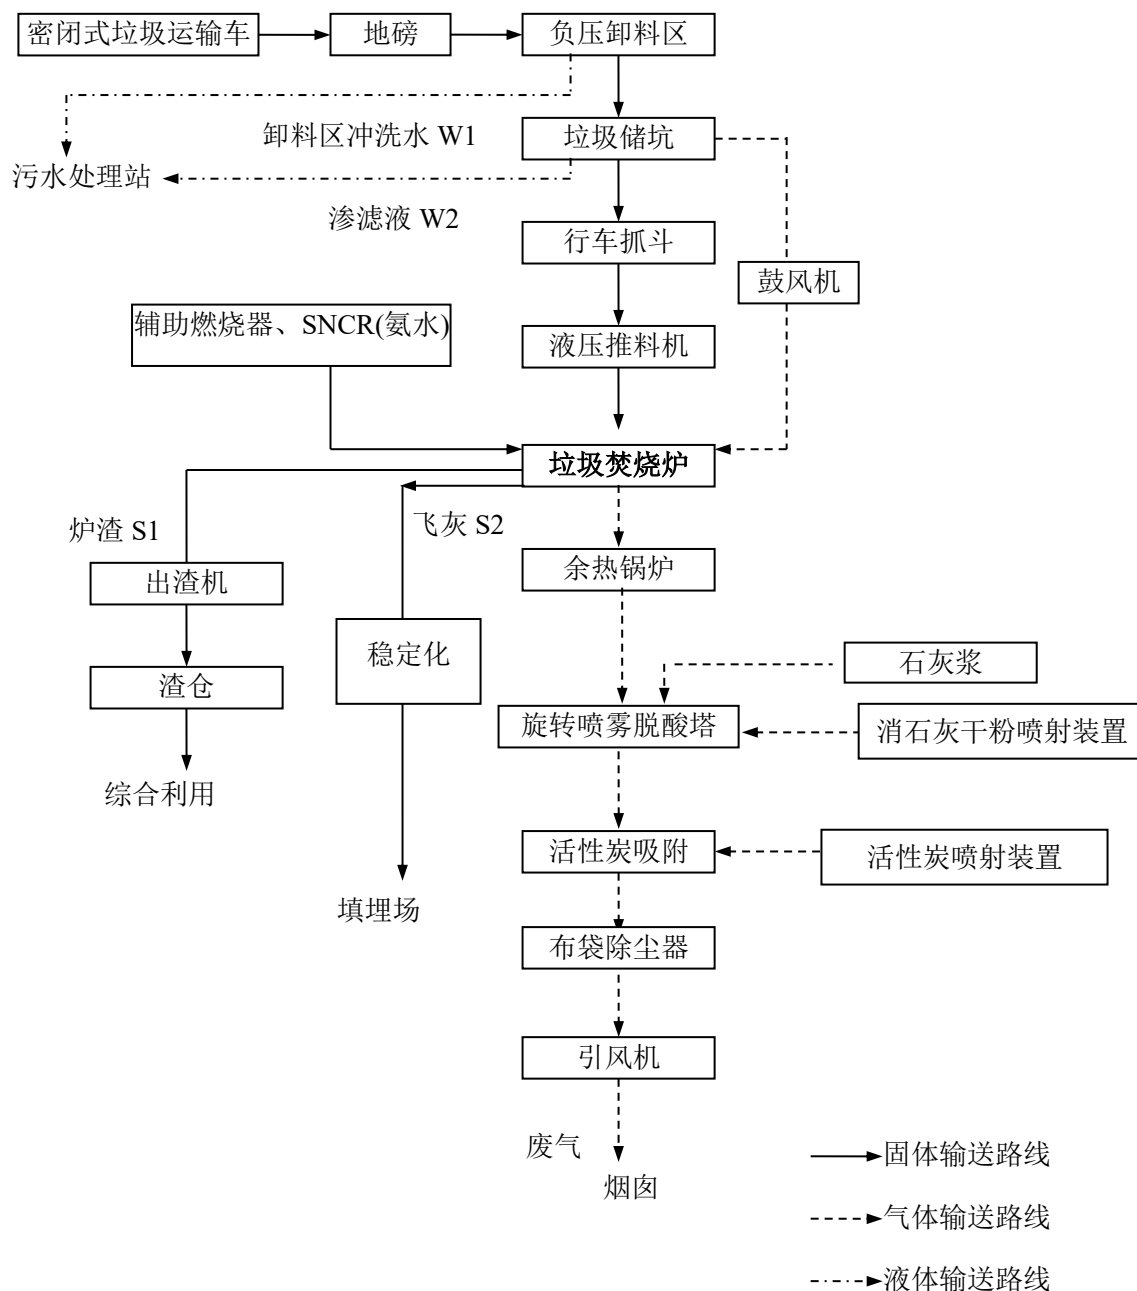 密闭式垃圾运输车
地磅
负压卸料区
卸料区冲洗水 W1
垃圾储坑
污水处理站
渗滤液 W2
行车抓斗
鼓风机
辅助燃烧器、SNCR(氨水)
液压推料机
垃圾焚烧炉
炉渣 S1
飞灰 S2
出渣机
余热锅炉
稳定化
石灰浆
渣仓
旋转喷雾脱酸塔
消石灰干粉喷射装置
综合利用
活性炭吸附
活性炭喷射装置
填埋场
布袋除尘器
引风机
废气
烟囱
固体输送路线
气体输送路线
液体输送路线